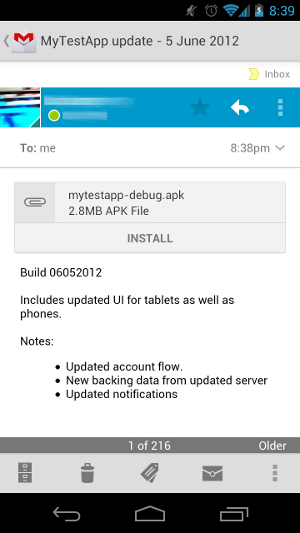 8:39
MyTestApp update - 5 June 2012
Inbox
To: me
8:38pm
mytestapp-debug.apk
2.8MB APK File
INSTALL
Build 06052012
Includes updated UI for tablets as well as
phones.
Notes:
• Updated account flow.
• New backing data from updated server
• Updated notifications
1 of 216
Older